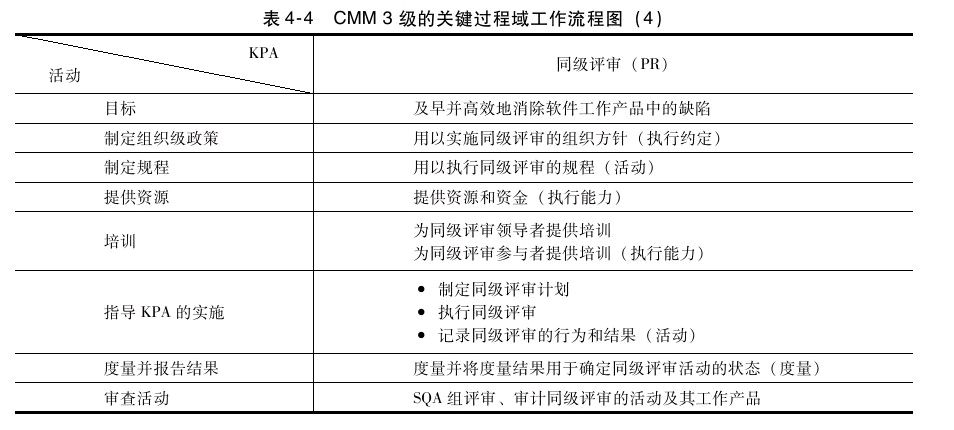 表 4-4 CMM 3 级的关键过程域工作流程图（4）
KPA
活动
同级评审（PR）
目标 及早并高效地消除软件工作产品中的缺陷
制定组织级政策 用以实施同级评审的组织方针（执行约定）
制定规程 用以执行同级评审的规程（活动）
提供资源 提供资源和资金（执行能力）
培训
为同级评审领导者提供培训
为同级评审参与者提供培训（执行能力）
指导 KPA 的实施
● 制定同级评审计划
● 执行同级评审
● 记录同级评审的行为和结果（活动）
度量并报告结果 度量并将度量结果用于确定同级评审活动的状态（度量）
审查活动 SQA 组评审、审计同级评审的活动及其工作产品